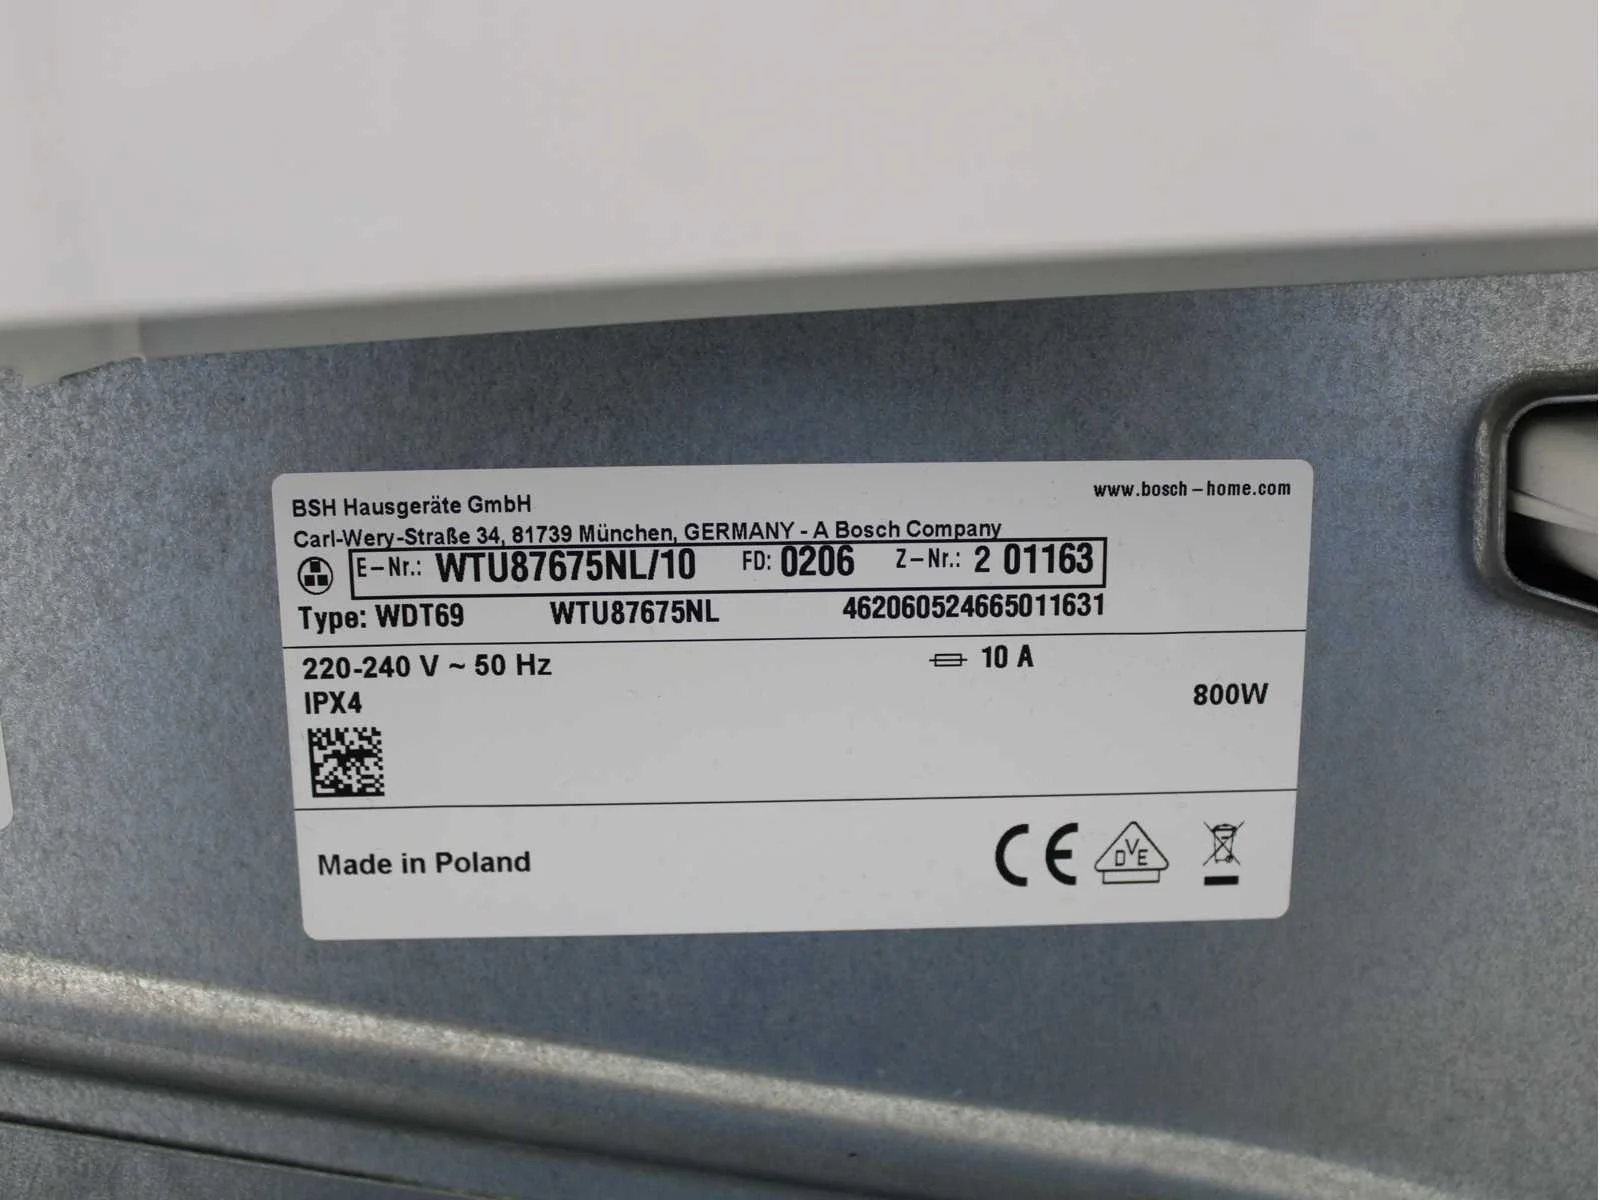 BSH Hausgeräte GmbH
www.bosch-home.com
Carl-Wery-Straße 34, 81739 München, GERMANY - A Bosch Company
E-Nr.: WTU87675NL/10 FD: 0206 Z-Nr.: 2 01163
Type: WDT69 WTU87675NL 462060524665011631
220-240 V ~ 50 Hz 10 A
IPX4 800W
Made in Poland CE DVE